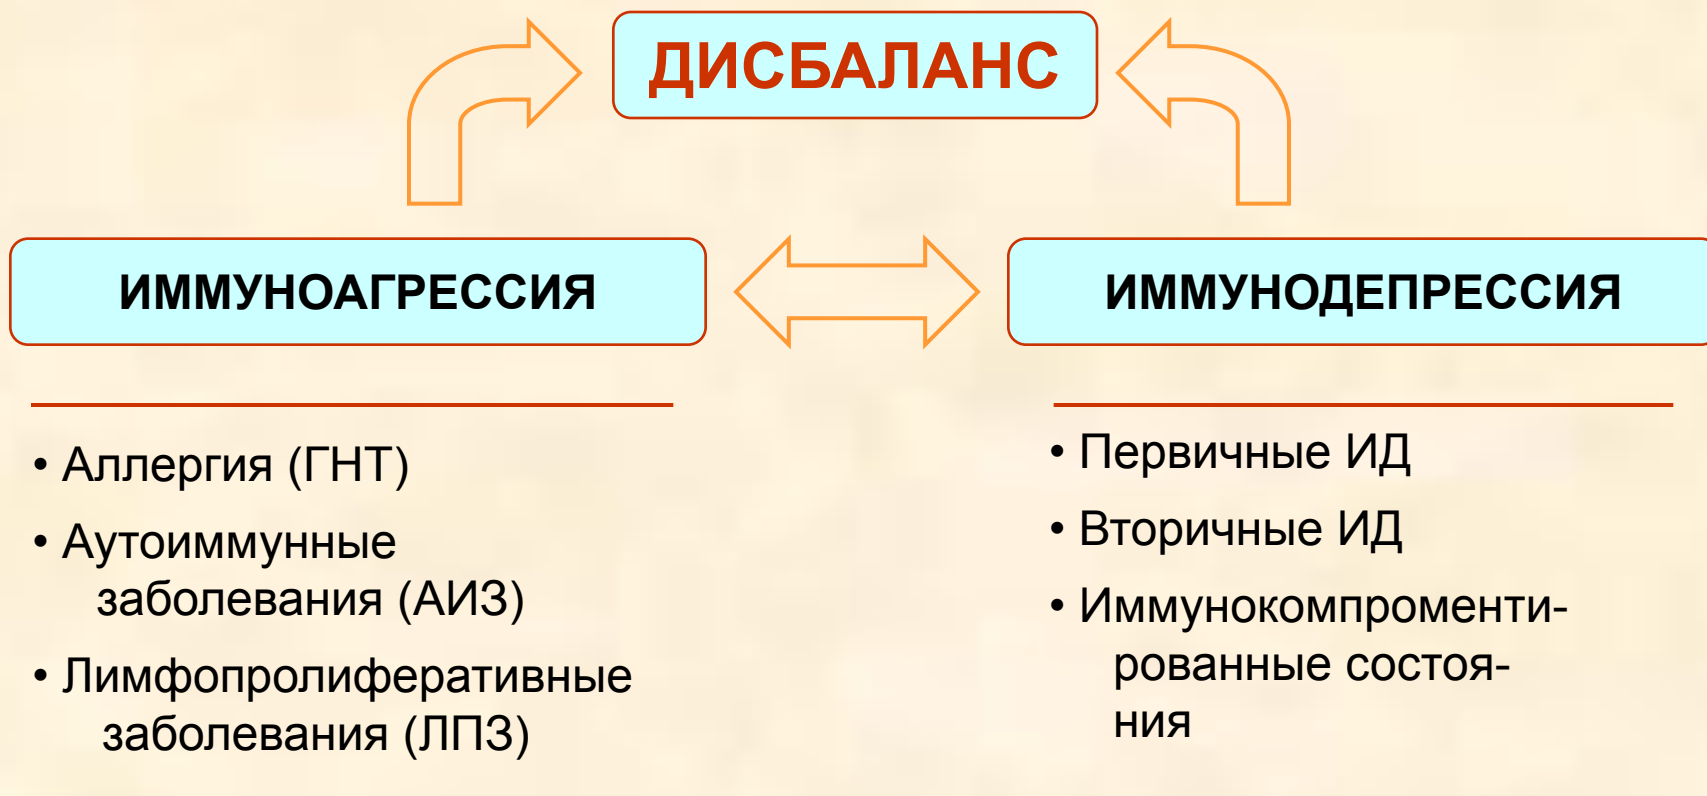 ДИСБАЛАНС
ИММУНОАГРЕССИЯ
ИММУНОДЕПРЕССИЯ
• Аллергия (ГНТ)
• Аутоиммунные
заболевания (АИЗ)
• Лимфопролиферативные
заболевания (ЛПЗ)
• Первичные ИД
• Вторичные ИД
• Иммунокомпроменти-
рованные состоя-
ния